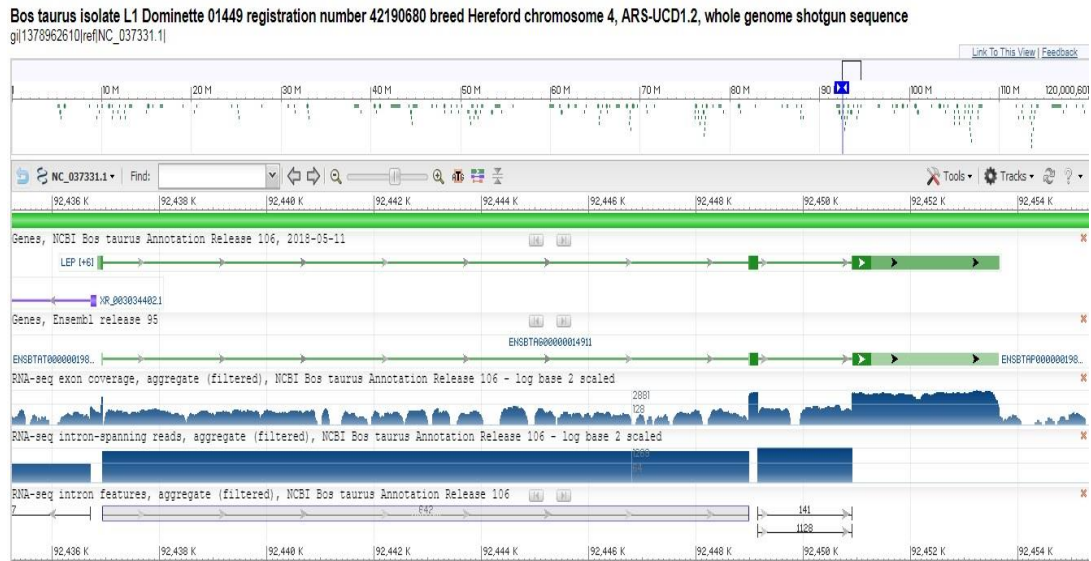 Bos taurus isolate L1 Dominette 01449 registration number 42190680 breed Hereford chromosome 4, ARS-UCD1.2, whole genome shotgun sequence
gi|1378962610|ref|NC_037331.1|
Link To This View | Feedback
10 M 20 M 30 M 40 M 50 M 60 M 70 M 80 M 90 100 M 110 M 120,000,601
NC_037331.1 Find: Tools Tracks ?
92,436 K 92,438 K 92,440 K 92,442 K 92,444 K 92,446 K 92,448 K 92,450 K 92,452 K 92,454 K
Genes, NCBI Bos taurus Annotation Release 106, 2018-05-11
LEP [+6]
XR_003034402.1
Genes, Ensembl release 95
ENSBTAG00000014911
ENSBTAT000000198... ENSBTAP000000198...
RNA-seq exon coverage, aggregate (filtered), NCBI Bos taurus Annotation Release 106 - log base 2 scaled
2881
128
RNA-seq intron-spanning reads, aggregate (filtered), NCBI Bos taurus Annotation Release 106 - log base 2 scaled
64
RNA-seq intron features, aggregate (filtered), NCBI Bos taurus Annotation Release 106
7 842 141
1128
92,436 K 92,438 K 92,440 K 92,442 K 92,444 K 92,446 K 92,448 K 92,450 K 92,452 K 92,454 K